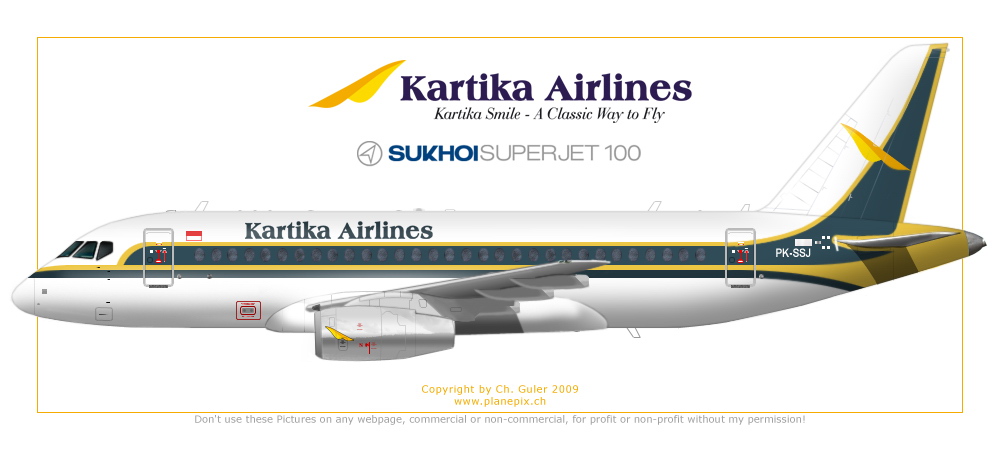 Kartika Airlines
Kartika Smile - A Classic Way to Fly
SUKHOI SUPERJET 100
Kartika Airlines
PK-SSJ
Copyright by Ch. Guler 2009
www.planepix.ch
Don't use these Pictures on any webpage, commercial or non-commercial, for profit or non-profit without my permission!